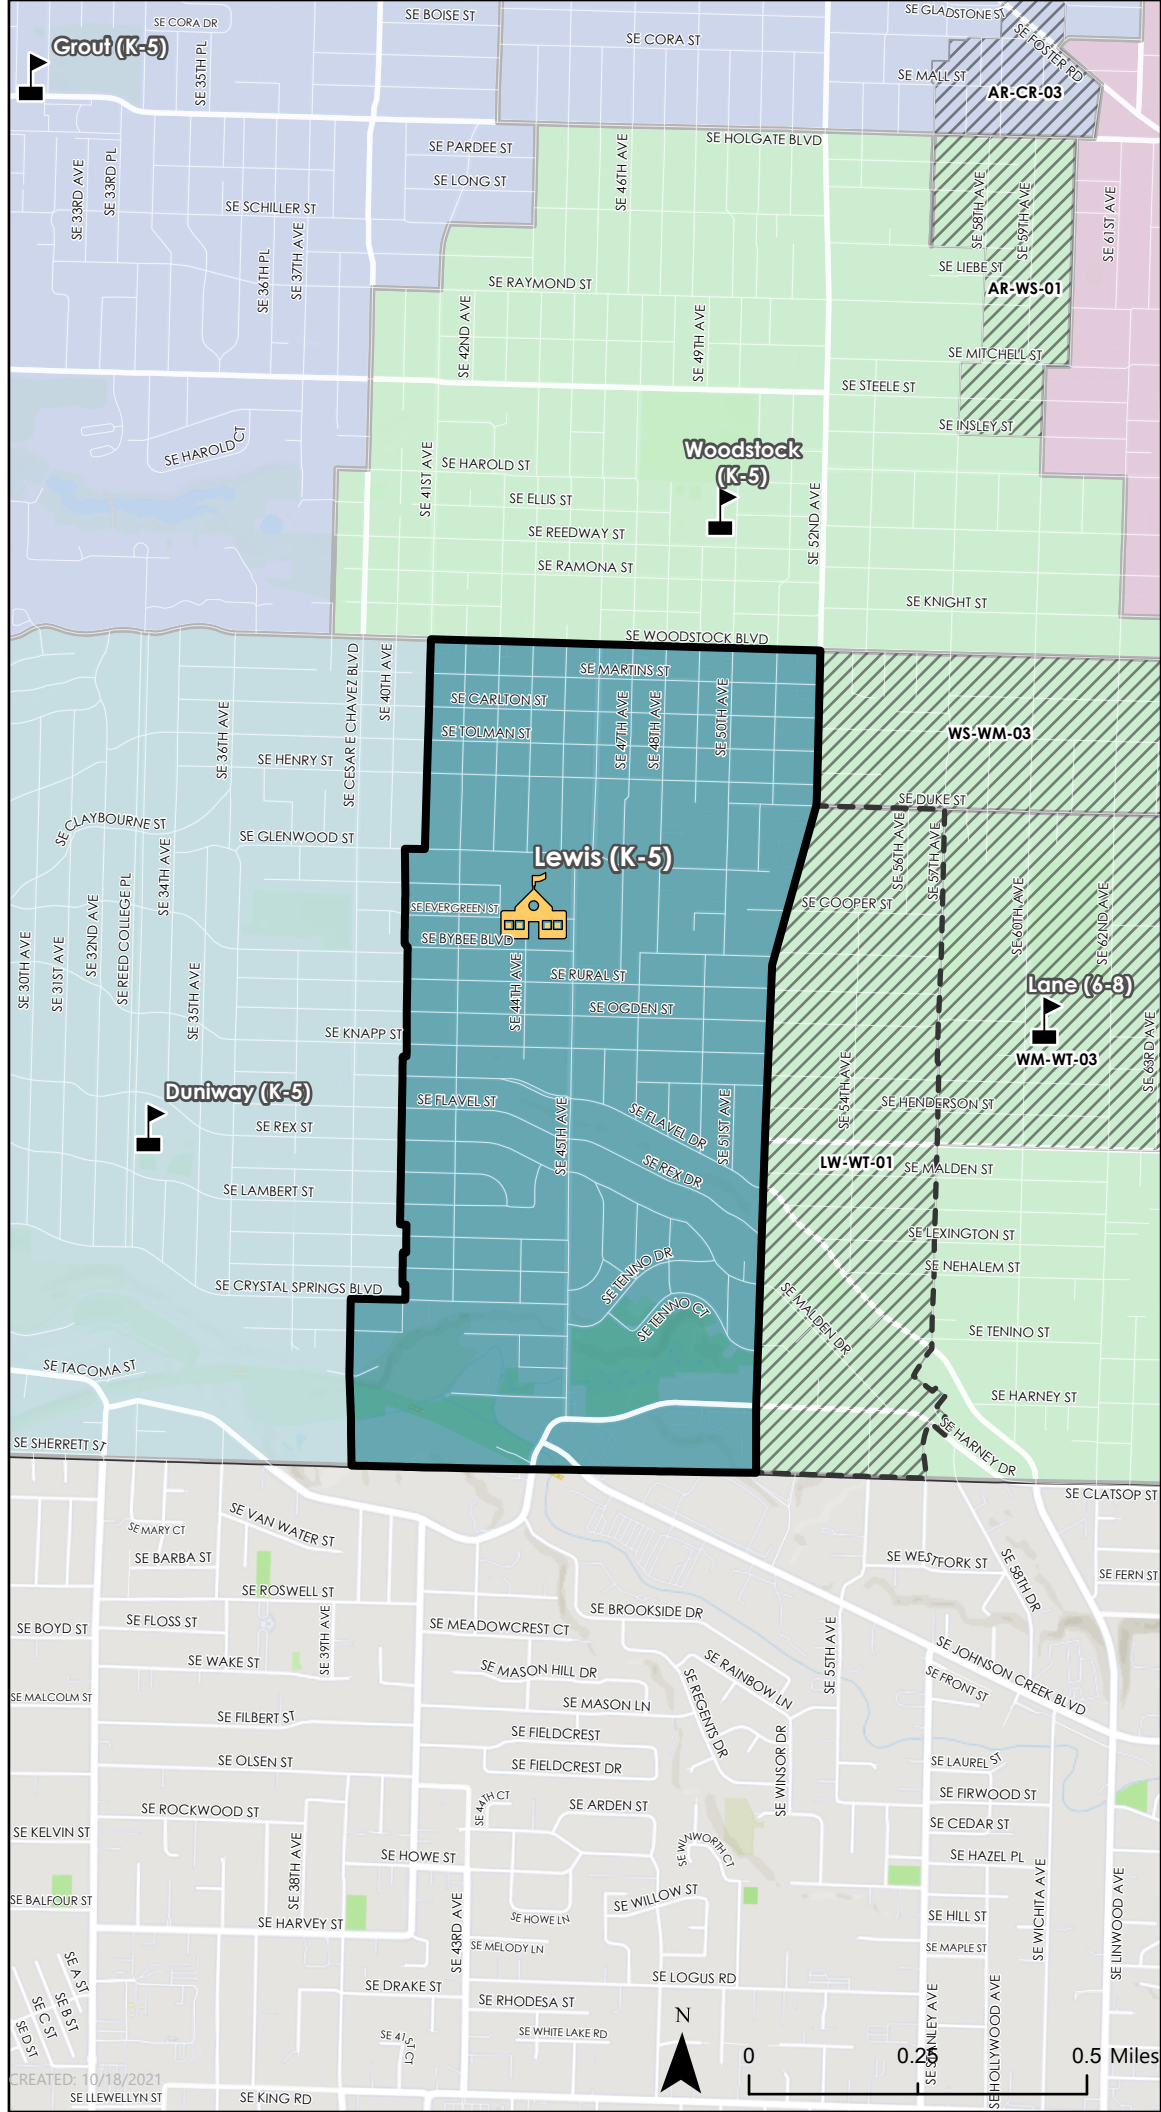 SE GLADSTONE ST
SE BOISE ST
SE CORA DR
SE CORA ST
SE FOSTER RD
Grout (K-5)
SE 35TH PL
SE MALL ST
AR-CR-03
SE HOLGATE BLVD
SE PARDEE ST
SE 46TH AVE
SE LONG ST
SE 33RD AVE
SE 33RD PL
SE SCHILLER ST
SE 58TH AVE
SE 59TH AVE
SE 61ST AVE
SE 36TH PL
SE 37TH AVE
SE LIEBE ST
SE RAYMOND ST
AR-WS-01
SE 42ND AVE
SE 49TH AVE
SE MITCHELL ST
SE STEELE ST
SE INSLEY ST
SE HAROLD CT
Woodstock
(K-5)
SE 41ST AVE
SE HAROLD ST
SE ELLIS ST
SE REEDWAY ST
SE 52ND AVE
SE RAMONA ST
SE KNIGHT ST
SE WOODSTOCK BLVD
SE MARTINS ST
SE 40TH AVE
SE CESAR E CHAVEZ BLVD
SE CARLTON ST
SE 36TH AVE
SE TOLMAN ST
SE 47TH AVE
SE 48TH AVE
SE 50TH AVE
WS-WM-03
SE HENRY ST
SE DUKE ST
SE CLAYBOURNE ST
SE GLENWOOD ST
SE 56TH AVE
SE 57TH AVE
Lewis (K-5)
SE 34TH AVE
SE EVERGREEN ST
SE COOPER ST
SE 60TH AVE
SE 62ND AVE
SE BYBEE BLVD
SE 30TH AVE
SE 31ST AVE
SE 32ND AVE
SE REED COLLEGE PL
SE 35TH AVE
SE RURAL ST
SE 44TH AVE
Lane (6-8)
SE OGDEN ST
SE KNAPP ST
WM-WT-03
SE 63RD AVE
Duniway (K-5)
SE FLAVEL ST
SE FLAVEL DR
SE 45TH AVE
SE 51ST AVE
SE 54TH AVE
SE HENDERSON ST
SE REX ST
SE REX DR
LW-WT-01
SE MALDEN ST
SE LAMBERT ST
SE LEXINGTON ST
SE TENINO DR
SE NEHALEM ST
SE CRYSTAL SPRINGS BLVD
SE TENINO CT
SE MALDEN DR
SE TENINO ST
SE TACOMA ST
SE HARNEY ST
SE SHERRETT ST
SE HARNEY DR
SE CLATSOP ST
SE VAN WATER ST
SE MARY CT
SE BARBA ST
SE WESTFORK ST
SE 58TH DR
SE FERN ST
SE ROSWELL ST
SE BROOKSIDE DR
SE FLOSS ST
SE BOYD ST
SE MEADOWCREST CT
SE 39TH AVE
SE 55TH AVE
SE WAKE ST
SE MASON HILL DR
SE RAINBOW LN
SE JOHNSON CREEK BLVD
SE FRONT ST
SE MALCOLM ST
SE MASON LN
SE REGENTS DR
SE FILBERT ST
SE FIELDCREST
SE WINSOR DR
SE OLSEN ST
SE FIELDCREST DR
SE LAUREL ST
SE FIRWOOD ST
SE 44TH CT
SE ARDEN ST
SE ROCKWOOD ST
SE CEDAR ST
SE KELVIN ST
SE WINWORTH CT
SE HOWE ST
SE HAZEL PL
SE 38TH AVE
SE WILLOW ST
SE BALFOUR ST
SE HARVEY ST
SE HOWE LN
SE HILL ST
SE WICHITA AVE
SE LINWOOD AVE
SE 43RD AVE
SE MELODY LN
SE MAPLE ST
SE A ST
SE B ST
SE C ST
SE D ST
SE LOGUS RD
SE DRAKE ST
SE RHODESA ST
SE STANLEY AVE
SE HOLLYWOOD AVE
SE WHITE LAKE RD
SE 41ST CT
N
0 0.25 0.5 Miles
CREATED: 10/18/2021
SE LLEWELLYN ST
SE KING RD